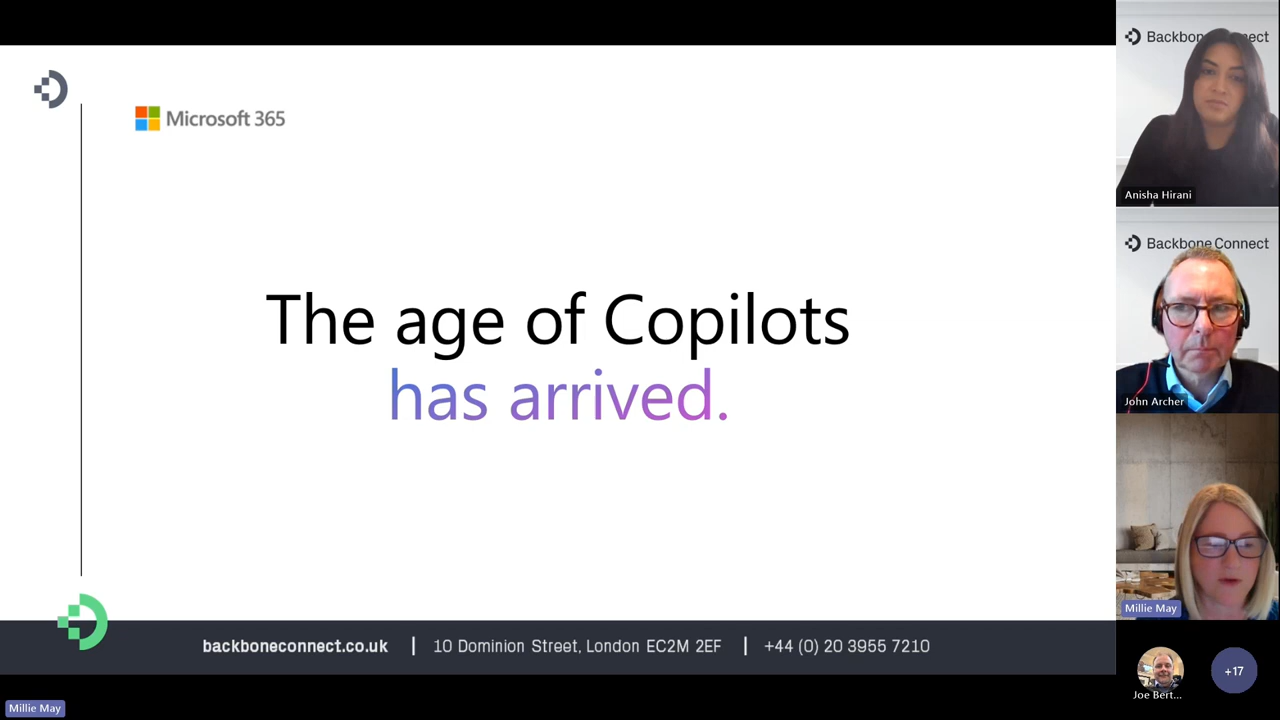 Microsoft 365
The age of Copilots
has arrived.
backboneconnect.co.uk | 10 Dominion Street, London EC2M 2EF | +44 (0) 20 3955 7210
Millie May
Backbone Connect
Anisha Hirani
Backbone Connect
John Archer
Millie May
Joe Bert...
+17